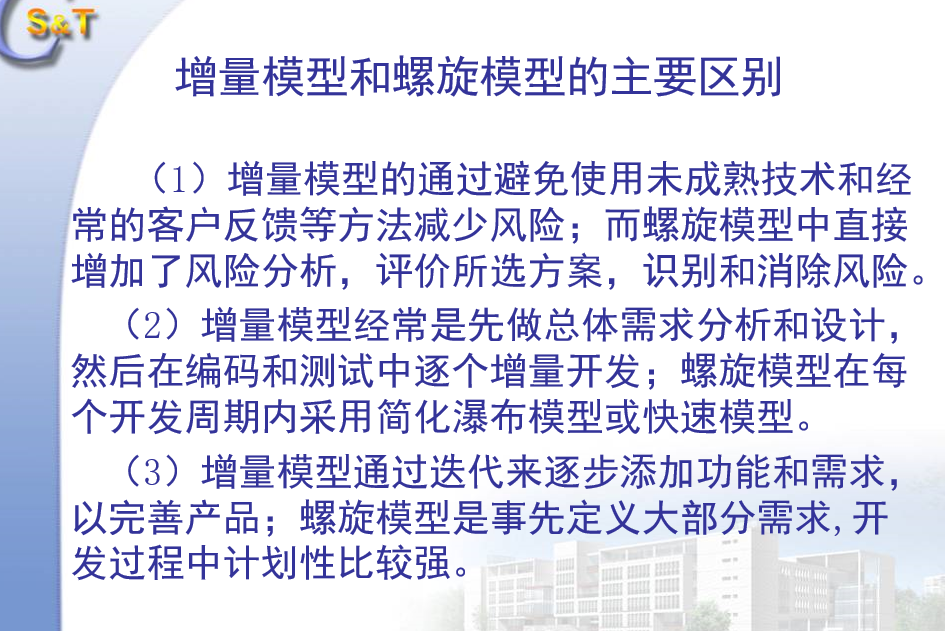 S&T
增量模型和螺旋模型的主要区别
（1）增量模型的通过避免使用未成熟技术和经
常的客户反馈等方法减少风险；而螺旋模型中直接
增加了风险分析，评价所选方案，识别和消除风险。
（2）增量模型经常是先做总体需求分析和设计，
然后在编码和测试中逐个增量开发；螺旋模型在每
个开发周期内采用简化瀑布模型或快速模型。
（3）增量模型通过迭代来逐步添加功能和需求，
以完善产品；螺旋模型是事先定义大部分需求,开
发过程中计划性比较强。